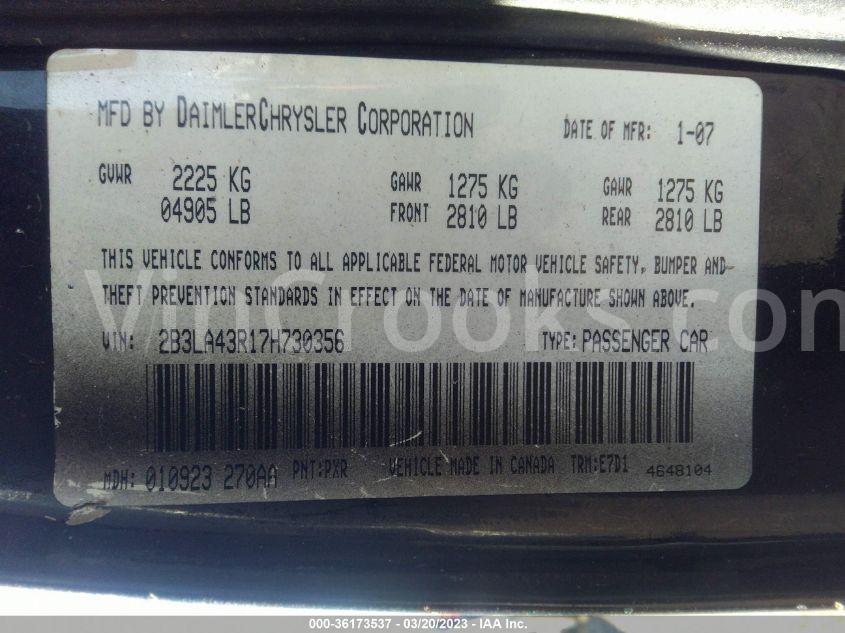 MFD BY DAIMLERCHRYSLER CORPORATION DATE OF MFR: 1-07
GVWR 2225 KG GAWR 1275 KG GAWR 1275 KG
04905 LB FRONT 2810 LB REAR 2810 LB
THIS VEHICLE CONFORMS TO ALL APPLICABLE FEDERAL MOTOR VEHICLE SAFETY, BUMPER AND
THEFT PREVENTION STANDARDS IN EFFECT ON THE DATE OF MANUFACTURE SHOWN ABOVE.
VinCrooks.com
VIN: 2B3LA43R17H730356 TYPE: PASSENGER CAR
MDH: 010923 270AA PNT:PXR VEHICLE MADE IN CANADA TRM:E7D1 4648104
000-36173537 - 03/20/2023 - IAA Inc.